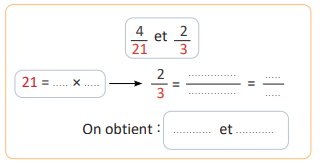 4/21 et 2/3
21 = ..... × ..... → 2/3 = ............./............. = ...../.....
On obtient : ............ et ............